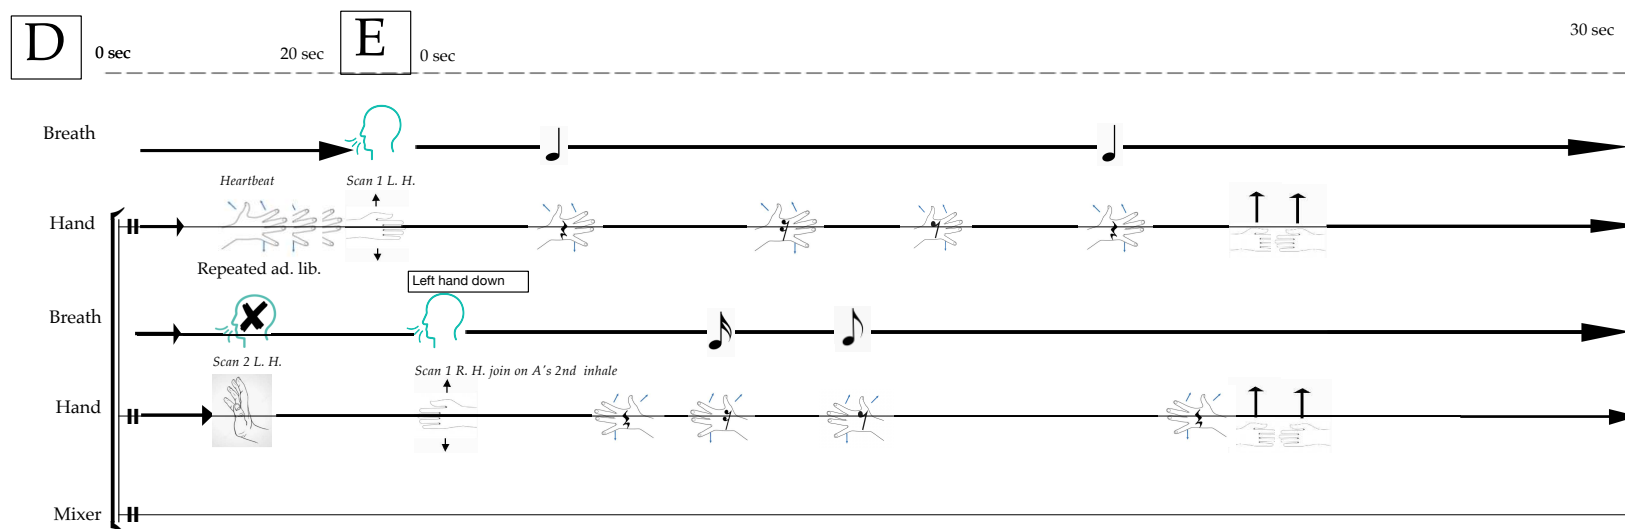 D
0 sec
20 sec
E
0 sec
30 sec
Breath
Heartbeat
Scan 1 L. H.
Hand
Repeated ad. lib.
Left hand down
Breath
Scan 2 L. H.
Scan 1 R. H. join on A's 2nd inhale
Hand
Mixer